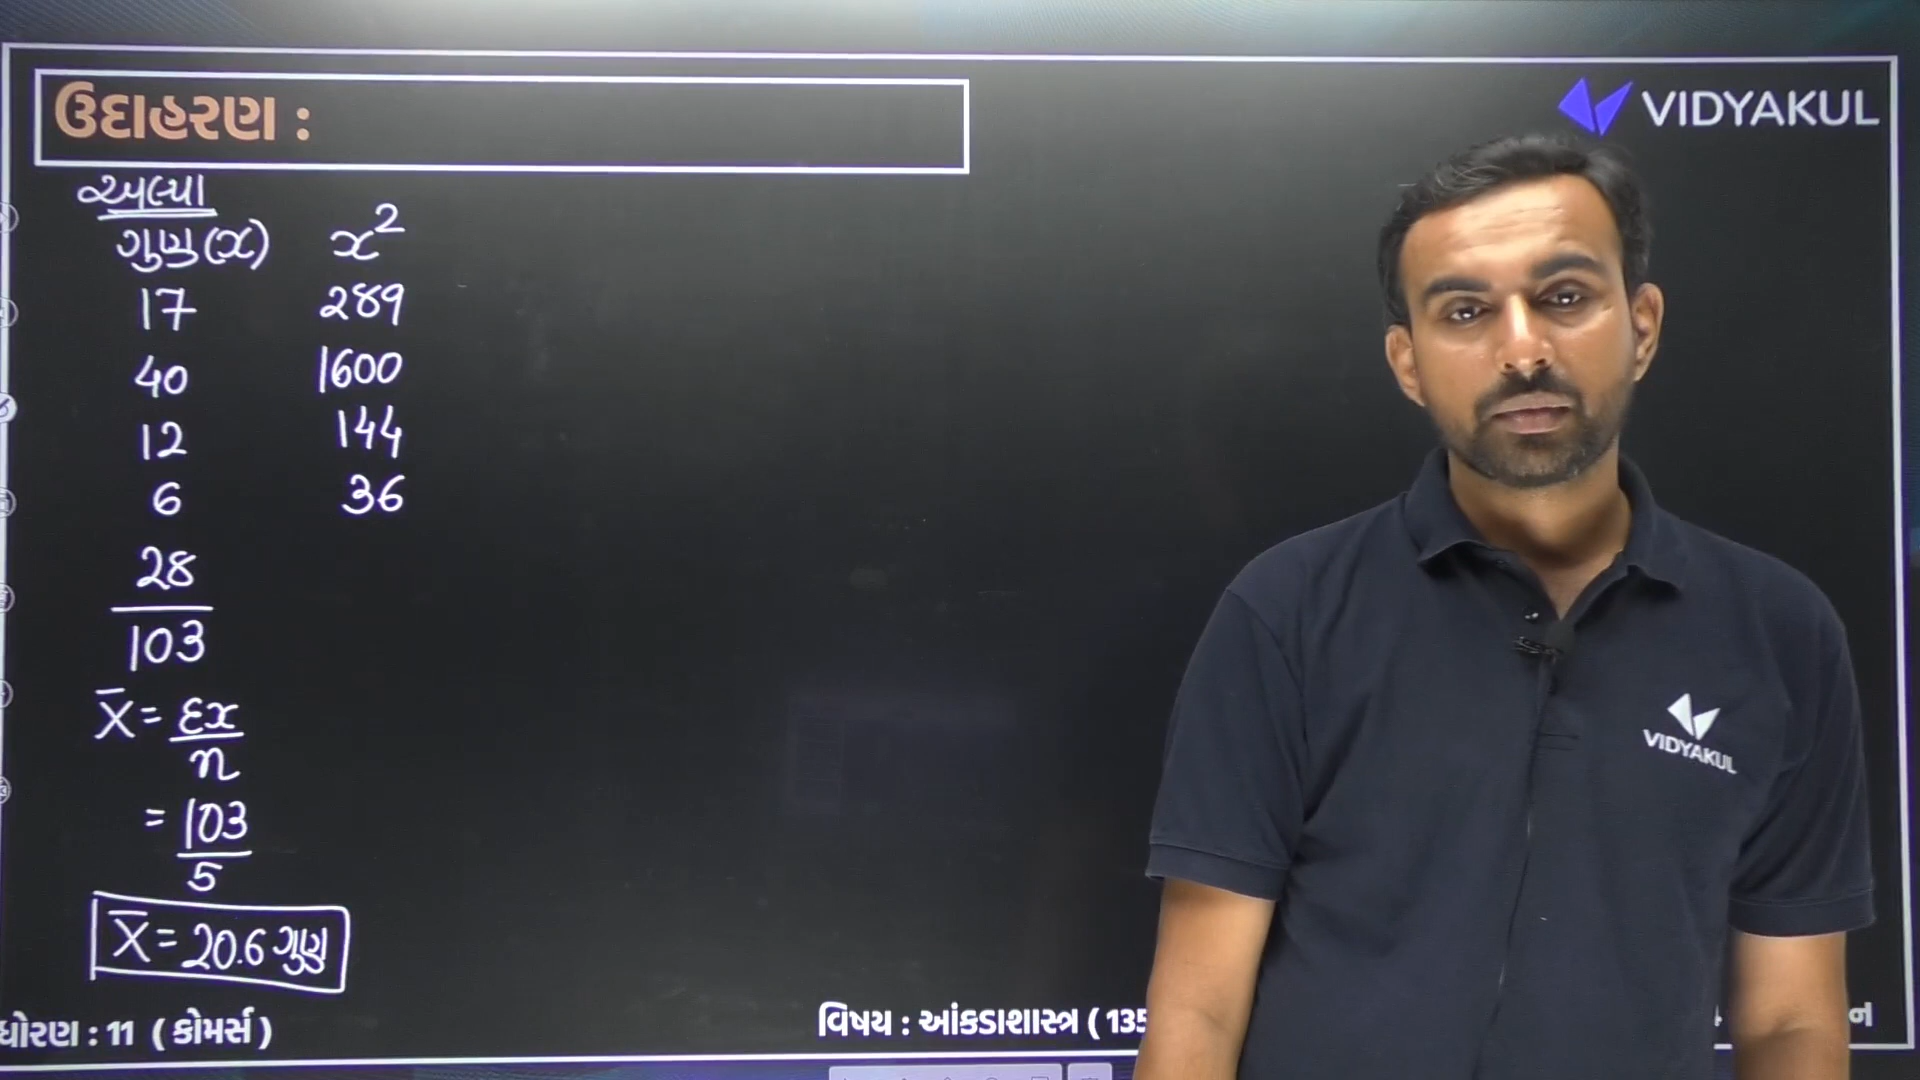 ઉદાહરણ :
VIDYAKUL
અલ્પા
ગુણ(x) x²
17 289
40 1600
12 144
6 36
28
103
x̄ = Σx
n
= 103
5
x̄ = 20.6 ગુણ
VIDYAKUL
ધોરણ : 11 ( કોમર્સ )
વિષય : આંકડાશાસ્ત્ર ( 135